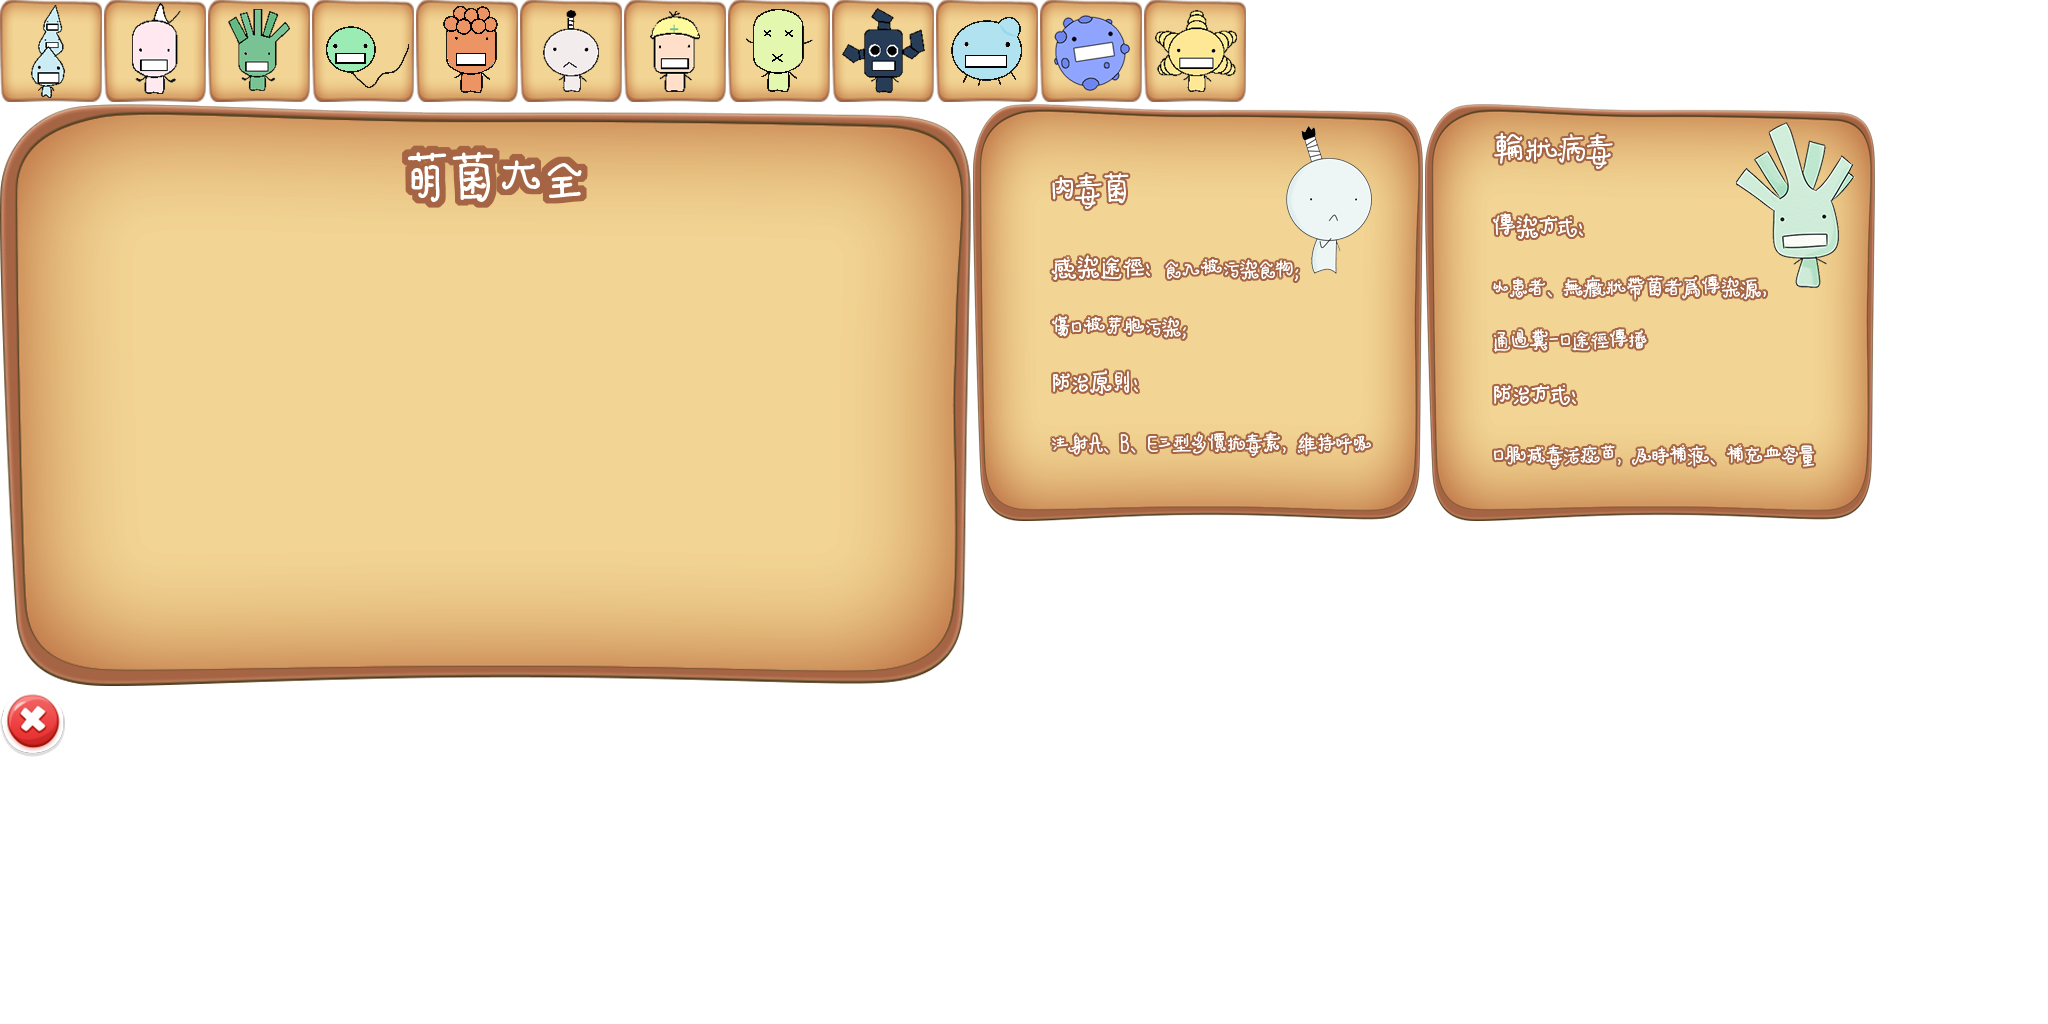 萌菌大全
肉毒菌
感染途徑：食入被污染食物；
傷口被芽胞污染；
防治原則：
注射A、B、E三型多價抗毒素，維持呼吸
輪狀病毒
傳染方式：
以患者、無癥狀帶菌者爲傳染源，
通過糞-口途徑傳播
防治方式：
口服减毒活疫苗，及時補液、補充血容量